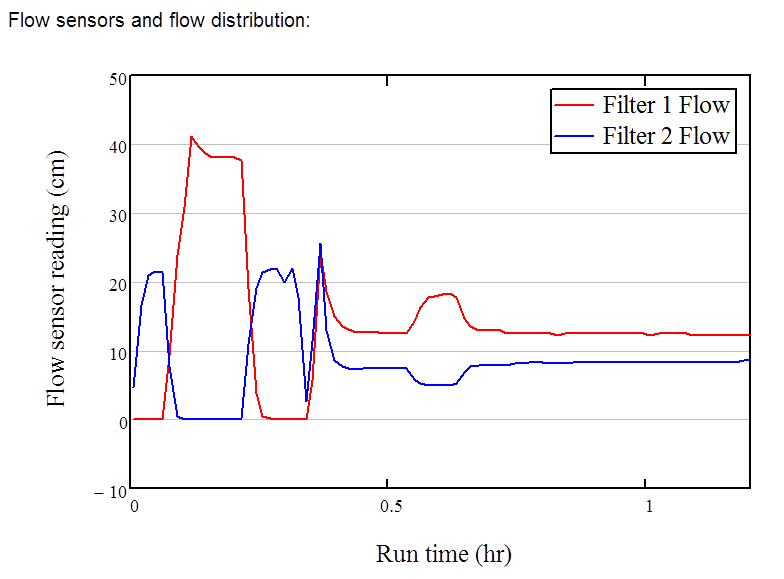 Flow sensors and flow distribution:
50
40
30
20
10
0
– 10
Flow sensor reading (cm)
Filter 1 Flow
Filter 2 Flow
0
0.5
1
Run time (hr)